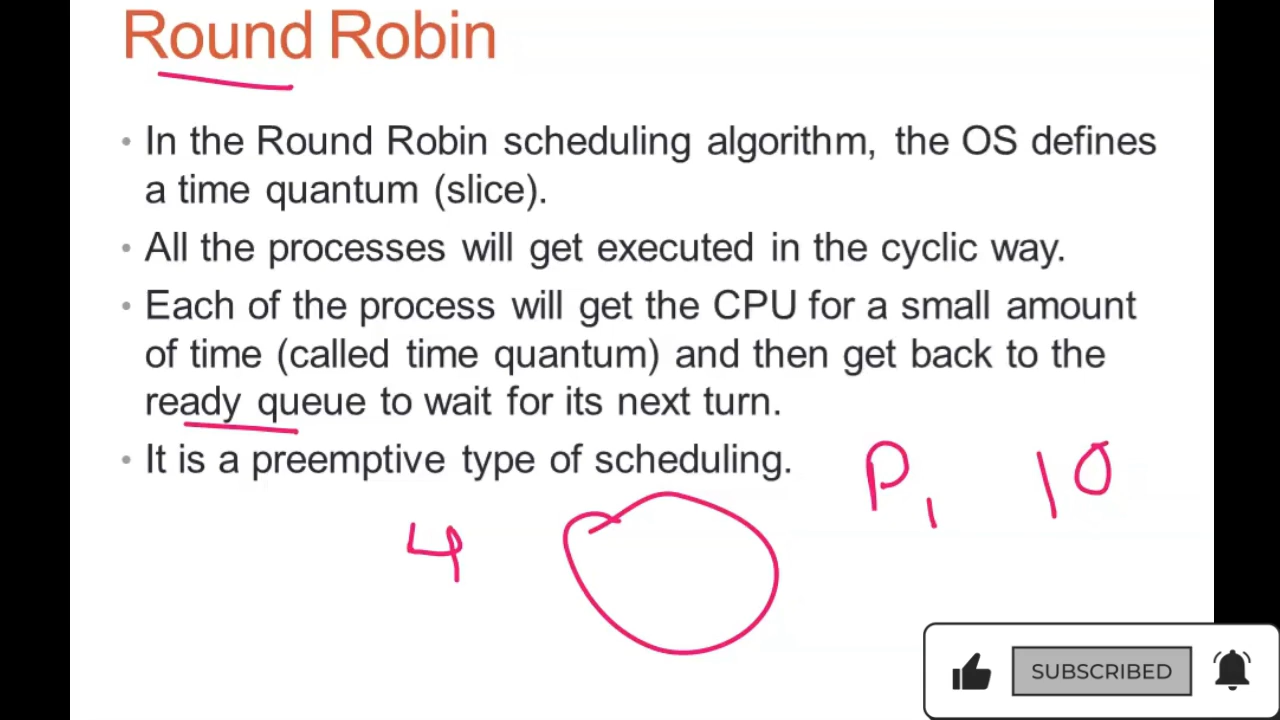 Round Robin
• In the Round Robin scheduling algorithm, the OS defines
a time quantum (slice).
• All the processes will get executed in the cyclic way.
• Each of the process will get the CPU for a small amount
of time (called time quantum) and then get back to the
ready queue to wait for its next turn.
• It is a preemptive type of scheduling.
P1 10
4
SUBSCRIBED